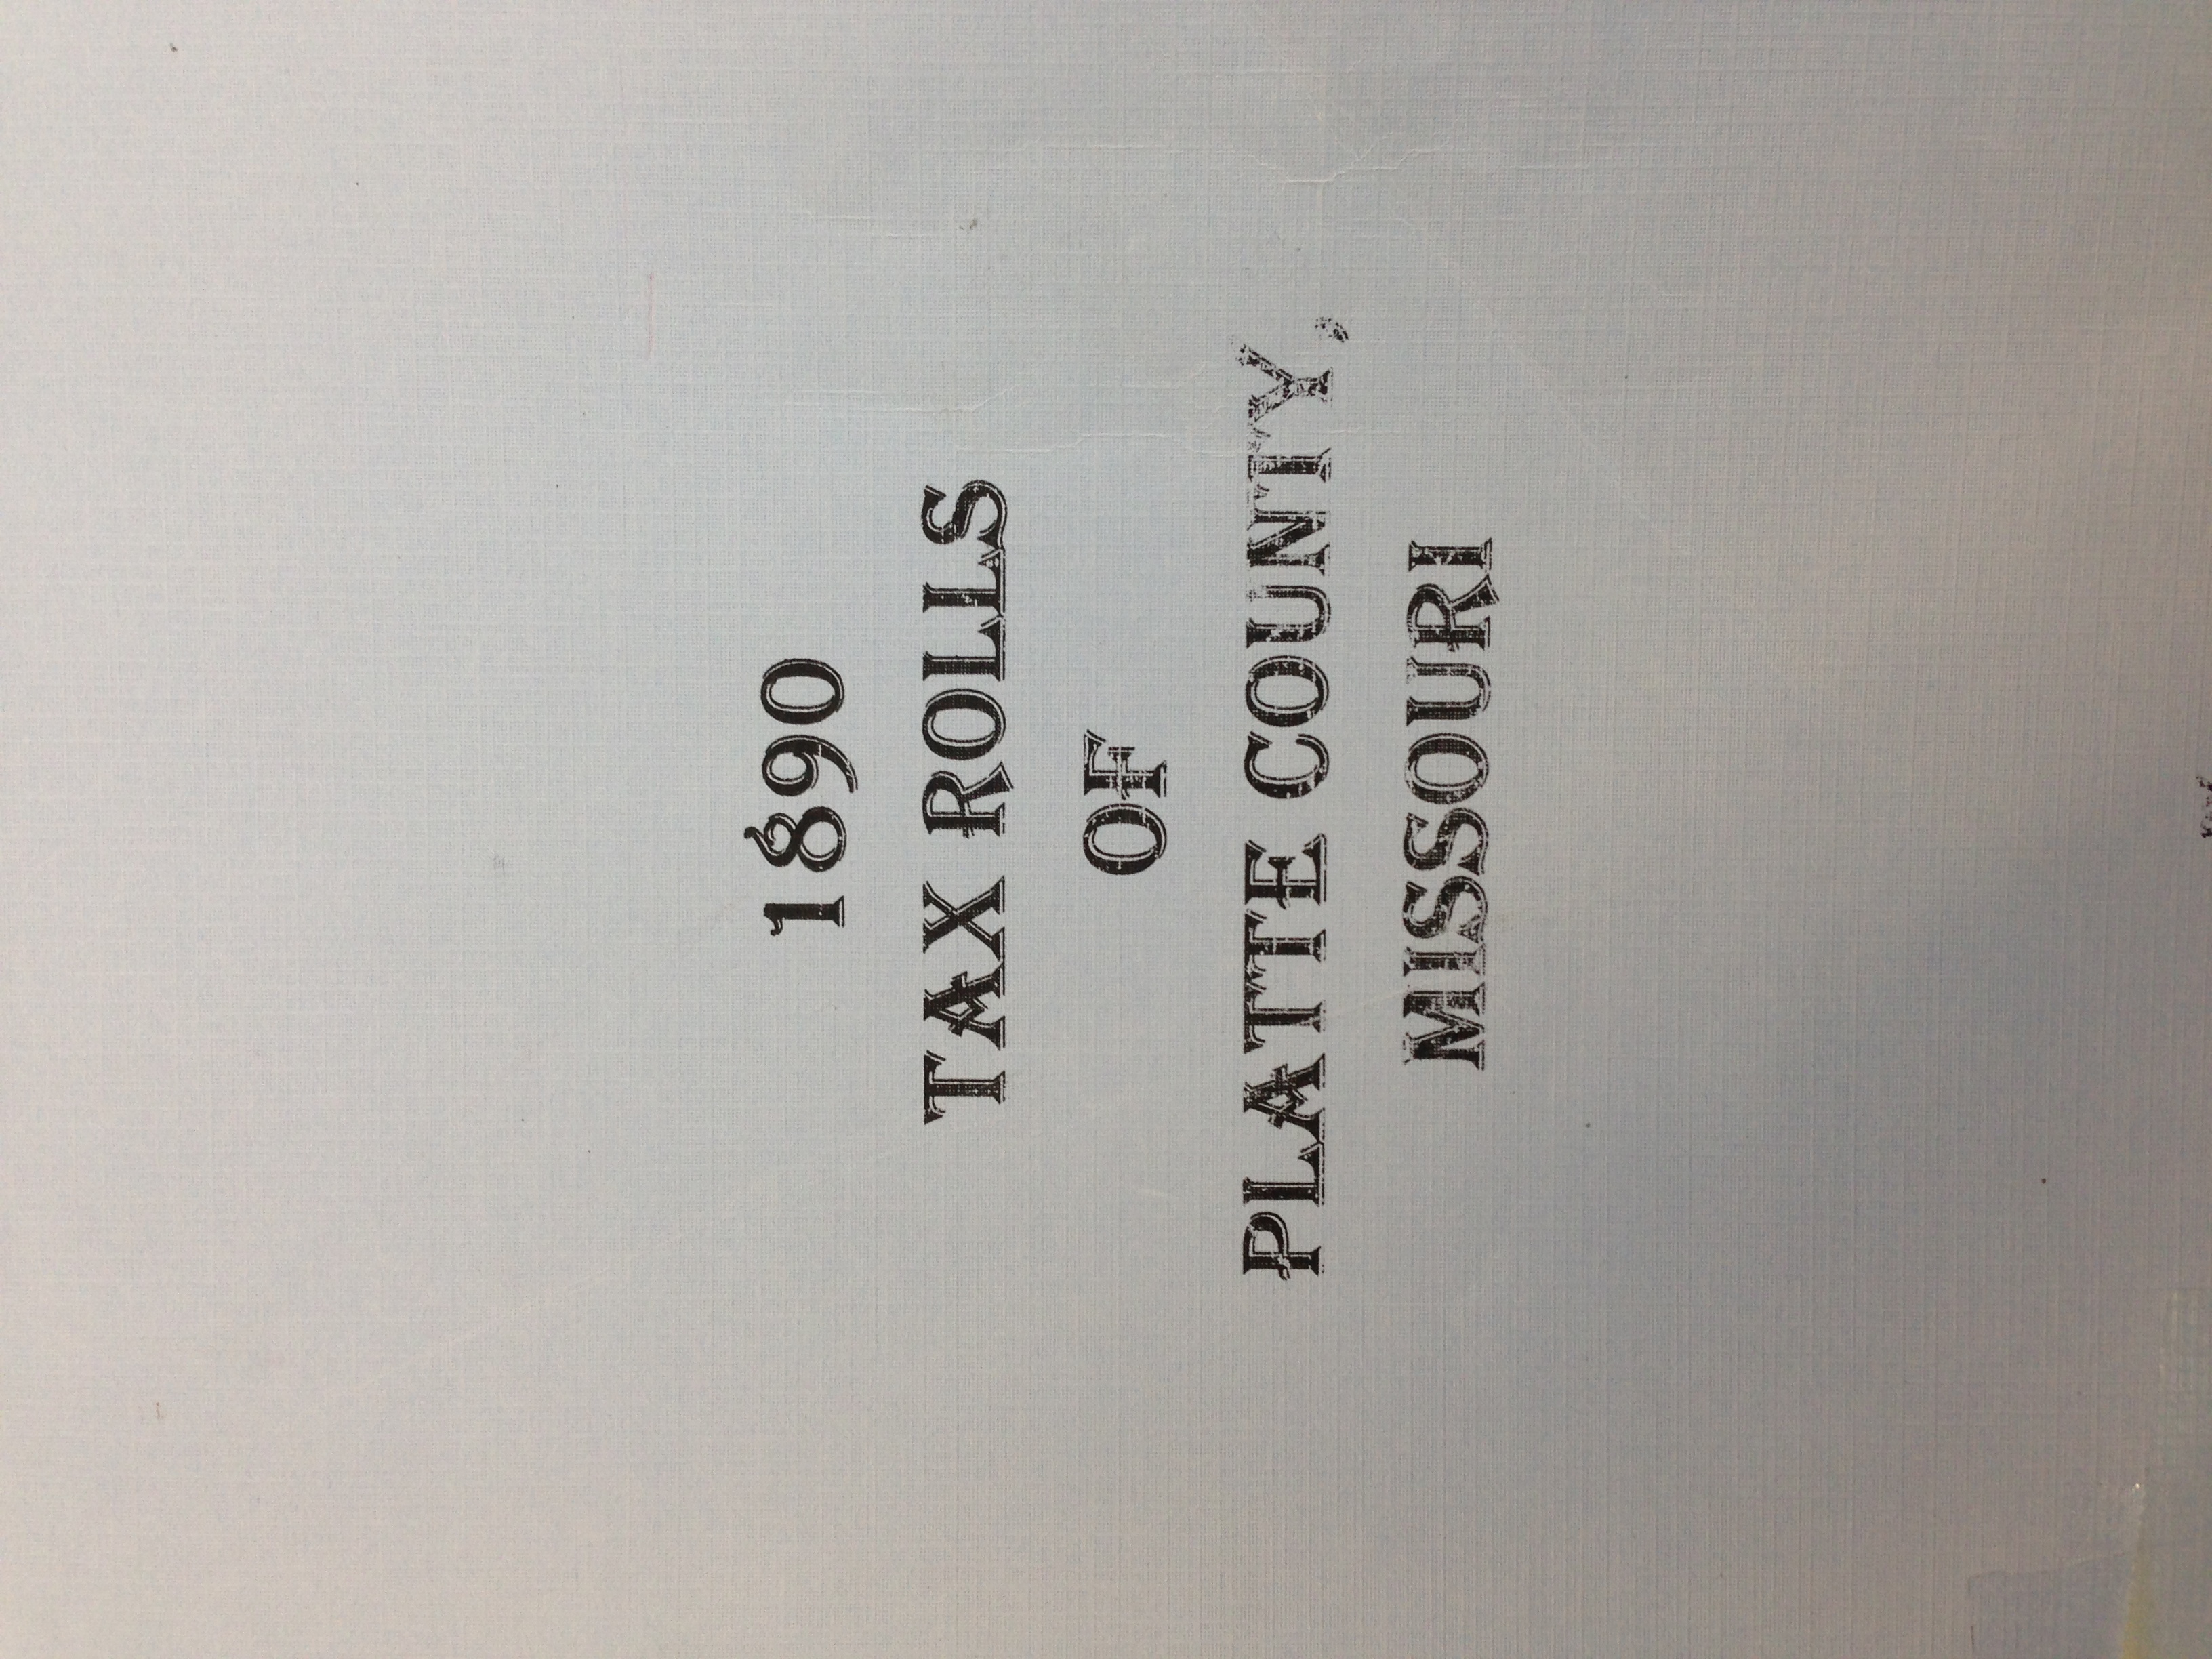 1890
TAX ROLLS
OF
PLATTE COUNTY,
MISSOURI